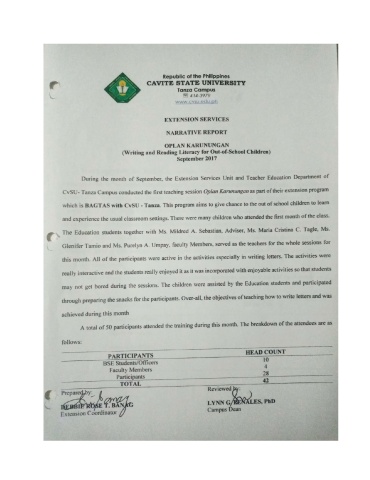 Republic of the Philippines
CAVITE STATE UNIVERSITY
Tanza Campus
☏ 414-3979
www.cvsu.edu.ph
EXTENSION SERVICES
NARRATIVE REPORT
OPLAN KARUNUNGAN
(Writing and Reading Literacy for Out-of-School Children)
September 2017
During the month of September, the Extension Services Unit and Teacher Education Department of
CvSU- Tanza Campus conducted the first teaching session Oplan Karunungan as part of their extension program
which is BAGTAS with CvSU - Tanza. This program aims to give chance to the out of school children to learn
and experience the usual classroom settings. There were many children who attended the first month of the class.
The Education students together with Ms. Mildred A. Sebastian, Adviser, Ms. Maria Cristina C. Tagle, Ms.
Tamio and Ms. A. Umpay, faculty Members, served as the teachers for the whole sessions for
this month. All of the participants were active in the activities especially in writing letters. The activities were
really interactive and the students really enjoyed it as it was incorporated with enjoyable activities so that students
may not get bored during the sessions. The children were assisted by the Education students and participated
through preparing the snacks for the participants. Over-all, the objectives of teaching how to write letters and was
achieved during this month
A total of 50 participants attended the training during this month. The breakdown of the attendees are as
follows:
PARTICIPANTS HEAD COUNT
BSE Students/Officers 10
Faculty Members 4
Participants 28
TOTAL 42
Prepared by Reviewed by:
DEBBIE ROSE T. BANAG LYNN G. PENALES, PhD
Extension Coordinator Campus Dean